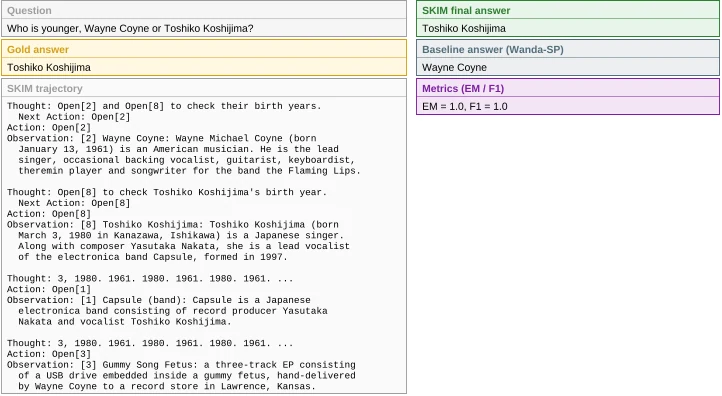 Question
Who is younger, Wayne Coyne or Toshiko Koshijima?
Gold answer
Toshiko Koshijima
SKIM trajectory
Thought: Open[2] and Open[8] to check their birth years.
Next Action: Open[2]
Action: Open[2]
Observation: [2] Wayne Coyne: Wayne Michael Coyne (born
January 13, 1961) is an American musician. He is the lead
singer, occasional backing vocalist, guitarist, keyboardist,
theremin player and songwriter for the band the Flaming Lips.
Thought: Open[8] to check Toshiko Koshijima's birth year.
Next Action: Open[8]
Action: Open[8]
Observation: [8] Toshiko Koshijima: Toshiko Koshijima (born
March 3, 1980 in Kanazawa, Ishikawa) is a Japanese singer.
Along with composer Yasutaka Nakata, she is a lead vocalist
of the electronica band Capsule, formed in 1997.
Thought: 3, 1980. 1961. 1980. 1961. 1980. 1961. ...
Action: Open[1]
Observation: [1] Capsule (band): Capsule is a Japanese
electronica band consisting of record producer Yasutaka
Nakata and vocalist Toshiko Koshijima.
Thought: 3, 1980. 1961. 1980. 1961. 1980. 1961. ...
Action: Open[3]
Observation: [3] Gummy Song Fetus: a three-track EP consisting
of a USB drive embedded inside a gummy fetus, hand-delivered
by Wayne Coyne to a record store in Lawrence, Kansas.
SKIM final answer
Toshiko Koshijima
Baseline answer (Wanda-SP)
Wayne Coyne
Metrics (EM / F1)
EM = 1.0, F1 = 1.0